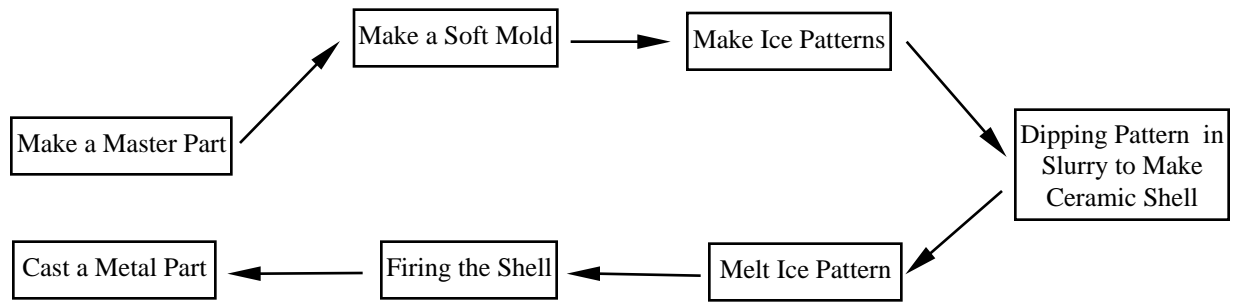 Make a Master Part
Make a Soft Mold
Make Ice Patterns
Dipping Pattern in
Slurry to Make
Ceramic Shell
Melt Ice Pattern
Firing the Shell
Cast a Metal Part